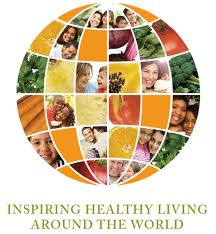 INSPIRING HEALTHY LIVING
AROUND THE WORLD